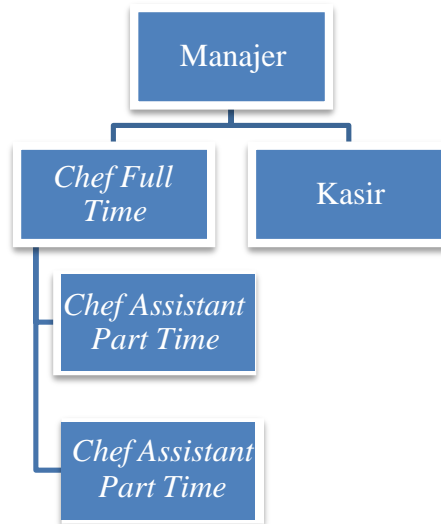 Manajer
Chef Full
Time
Kasir
Chef Assistant
Part Time
Chef Assistant
Part Time